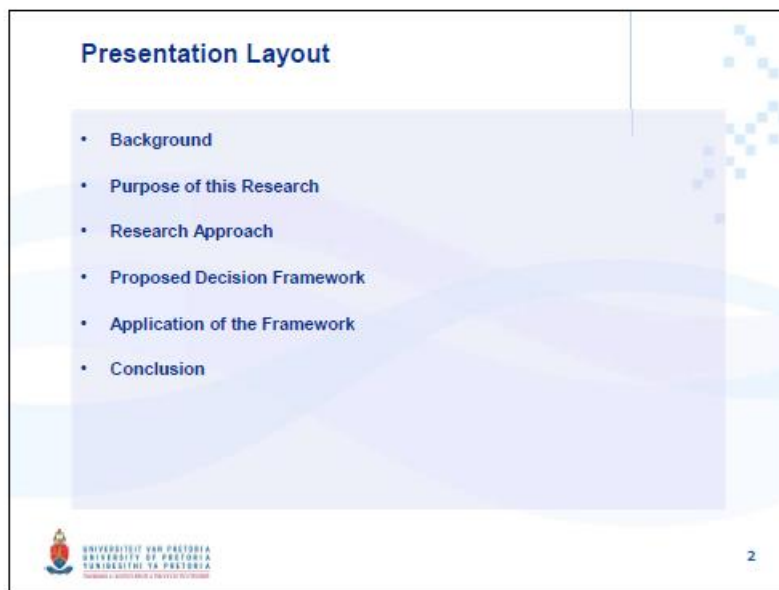 Presentation Layout
• Background
• Purpose of this Research
• Research Approach
• Proposed Decision Framework
• Application of the Framework
• Conclusion
UNIVERSITEIT VAN PRETORIA
UNIVERSITY OF PRETORIA
YUNIBESITHI YA PRETORIA
2